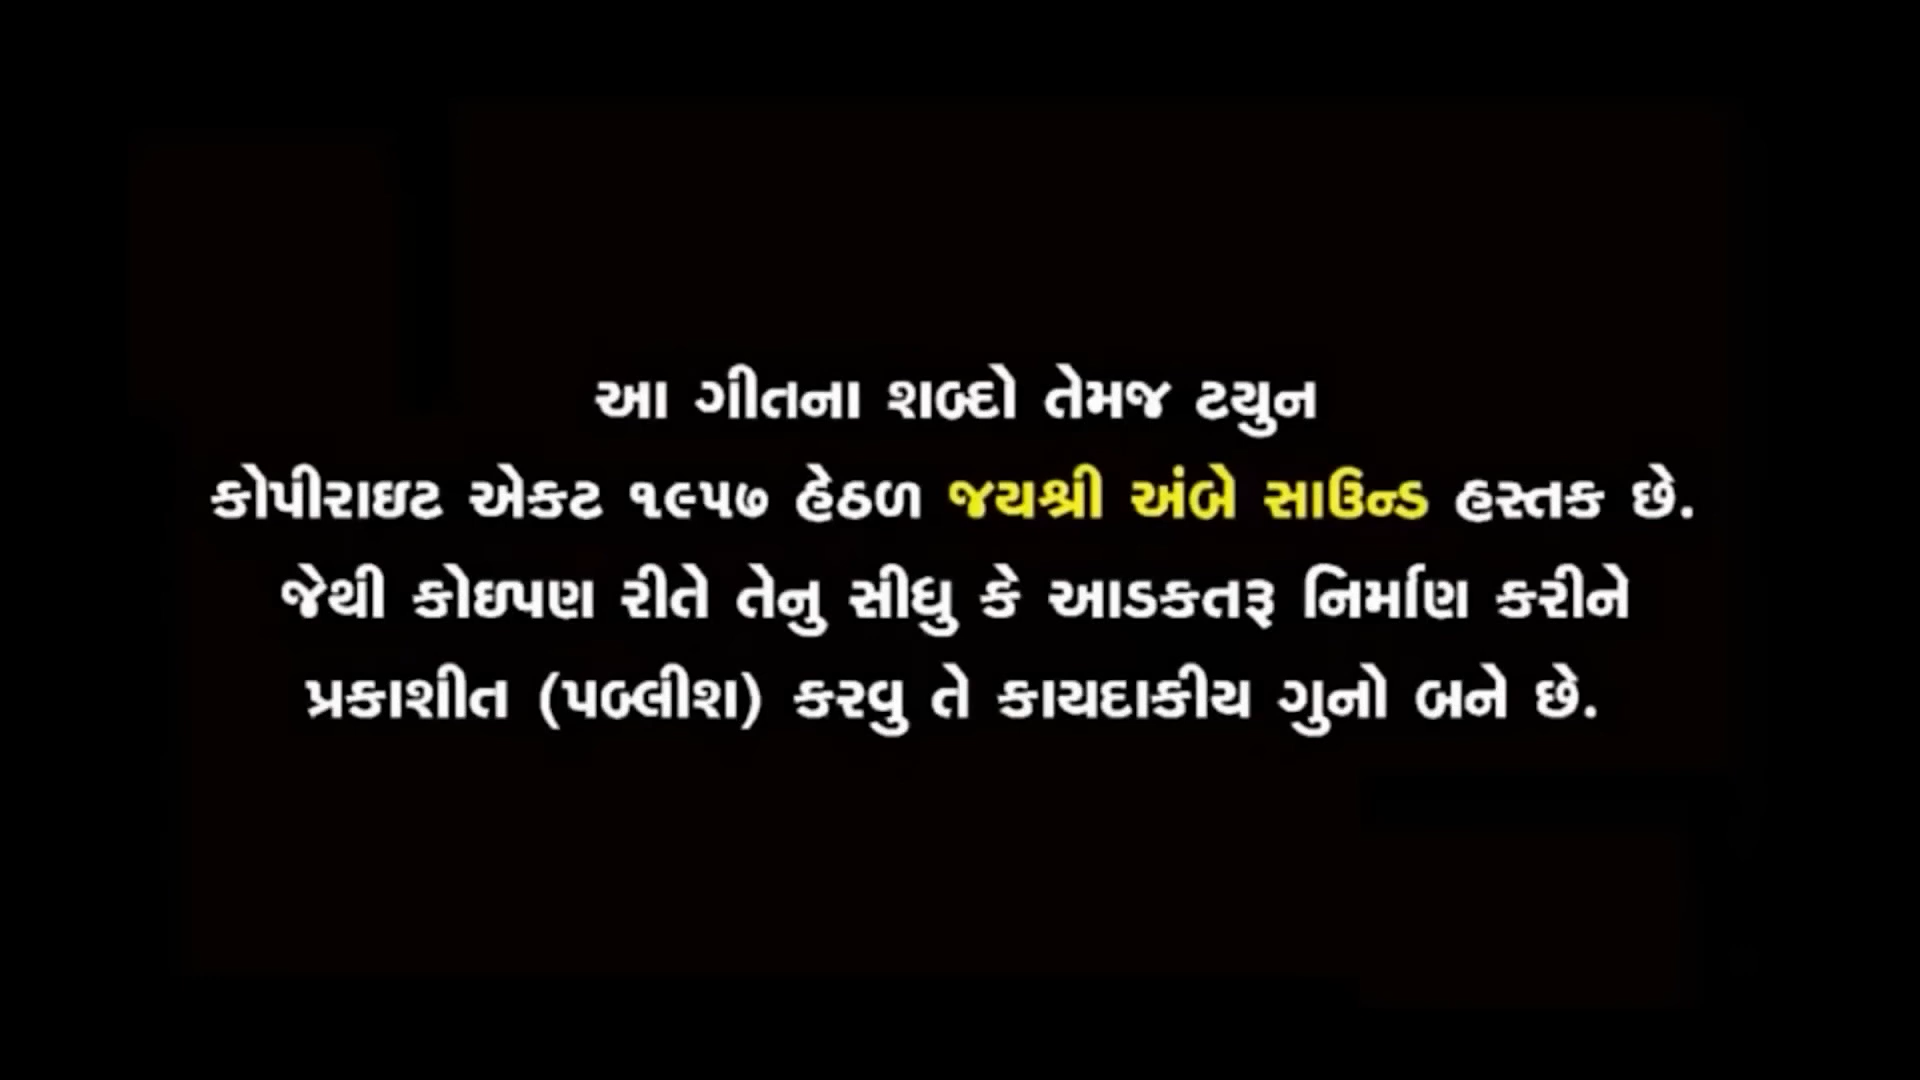 આ ગીતના શબ્દો તેમજ ટયુન
કોપીરાઇટ એકટ ૧૯૫૭ હેઠળ જયશ્રી અંબે સાઉન્ડ હસ્તક છે.
જેથી કોઇપણ રીતે તેનુ સીધુ કે આડકતરૂ નિર્માણ કરીને
પ્રકાશીત (પબ્લીશ) કરવુ તે કાયદાકીય ગુનો બને છે.